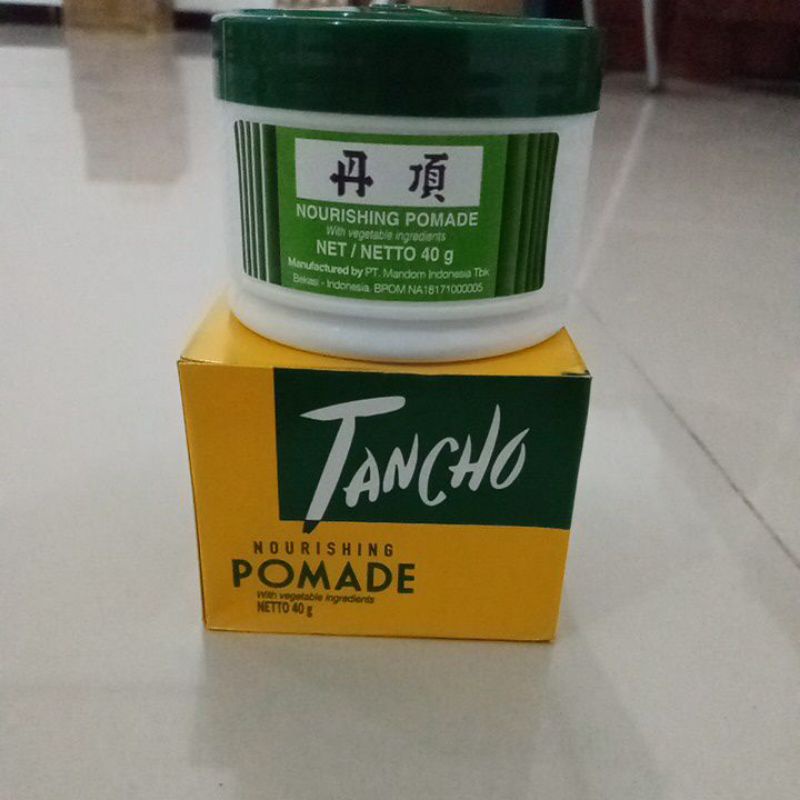 丹頂
NOURISHING POMADE
With vegetable ingredients
NET / NETTO 40 g
Manufactured by PT. Mandom Indonesia Tbk
Bekasi - Indonesia. BPOM NA18171000005
TANCHO
NOURISHING
POMADE
With vegetable ingredients
NETTO 40 g